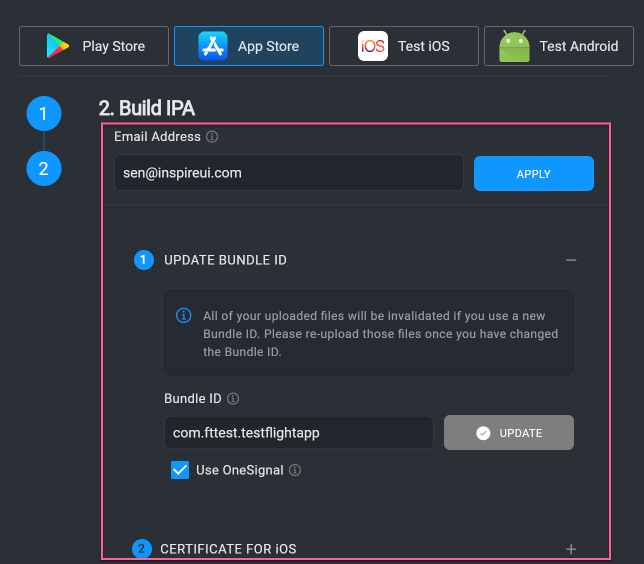 Play Store
App Store
iOS
Test iOS
Test Android
1
2. Build IPA
2
Email Address
sen@inspireui.com
APPLY
1 UPDATE BUNDLE ID
All of your uploaded files will be invalidated if you use a new
Bundle ID. Please re-upload those files once you have changed
the Bundle ID.
Bundle ID
com.fttest.testflightapp
UPDATE
Use OneSignal
2 CERTIFICATE FOR iOS